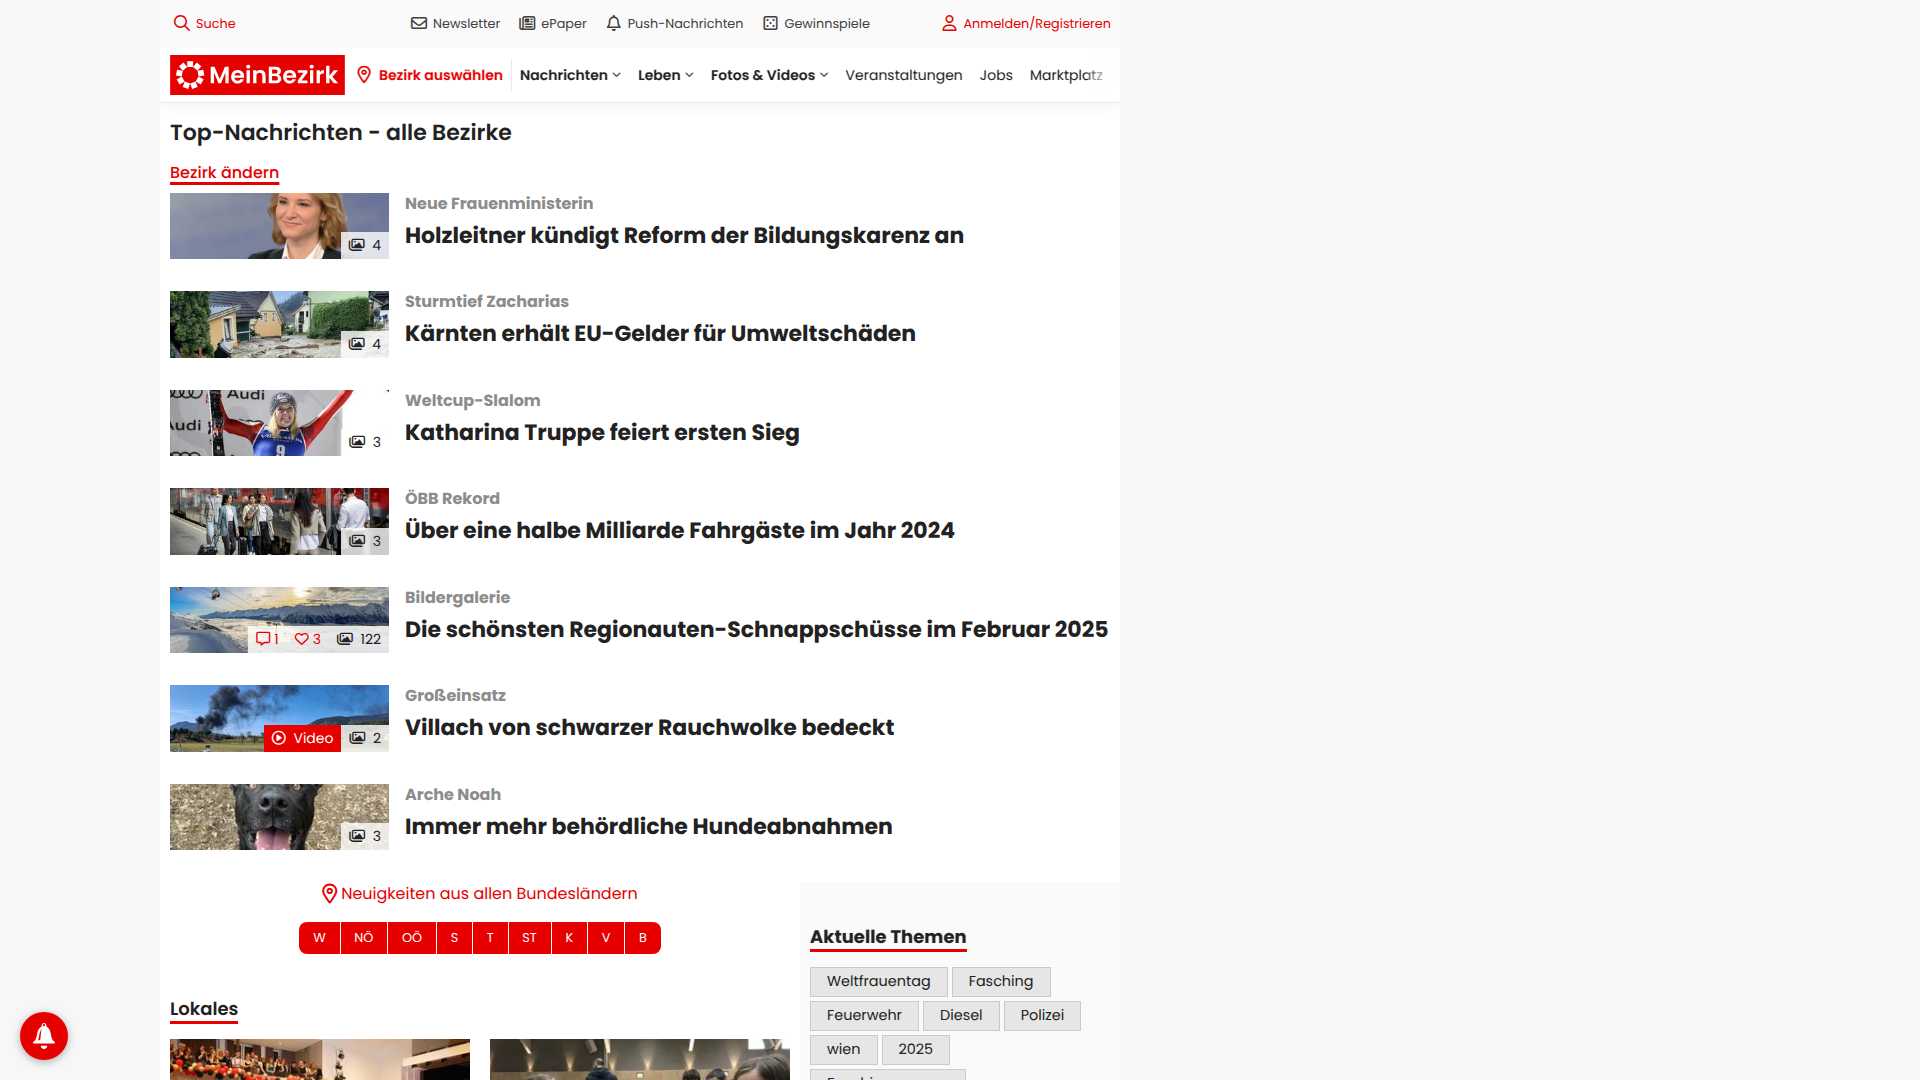 Suche
Newsletter
ePaper
Push-Nachrichten
Gewinnspiele
Anmelden/Registrieren
MeinBezirk
Bezirk auswählen
Nachrichten
Leben
Fotos & Videos
Veranstaltungen
Jobs
Marktplatz
Top-Nachrichten - alle Bezirke
Bezirk ändern
Neue Frauenministerin
Holzleitner kündigt Reform der Bildungskarenz an
4
Sturmtief Zacharias
Kärnten erhält EU-Gelder für Umweltschäden
4
Audi
Audi
9
Weltcup-Slalom
Katharina Truppe feiert ersten Sieg
3
ÖBB Rekord
Über eine halbe Milliarde Fahrgäste im Jahr 2024
3
Bildergalerie
Die schönsten Regionauten-Schnappschüsse im Februar 2025
1 3 122
Großeinsatz
Villach von schwarzer Rauchwolke bedeckt
Video 2
Arche Noah
Immer mehr behördliche Hundeabnahmen
3
Neuigkeiten aus allen Bundesländern
W NÖ OÖ S T ST K V B
Lokales
Aktuelle Themen
Weltfrauentag
Fasching
Feuerwehr
Diesel
Polizei
wien
2025